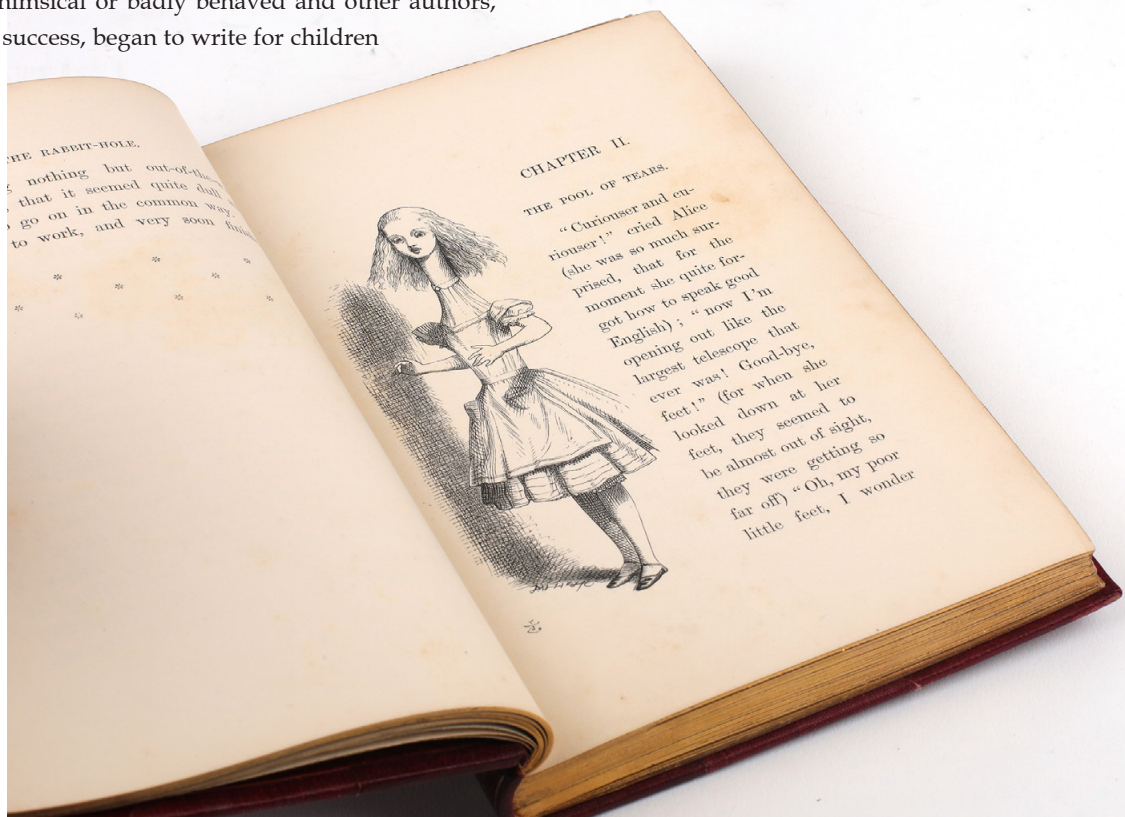 himsical or badly behaved and other authors,
success, began to write for children
THE RABBIT-HOLE.
nothing but out-of-the-
that it seemed quite dull
go on in the common way.
to work, and very soon
CHAPTER II.
THE POOL OF TEARS.
“Curiouser and cu-
riouser!” cried Alice
(she was so much sur-
prised, that for the
moment she quite for-
got how to speak good
English); “now I’m
opening out like the
largest telescope that
ever was! Good-bye,
feet!” (for when she
looked down at her
feet, they seemed to
be almost out of sight,
they were getting so
far off) “Oh, my poor
little feet, I wonder